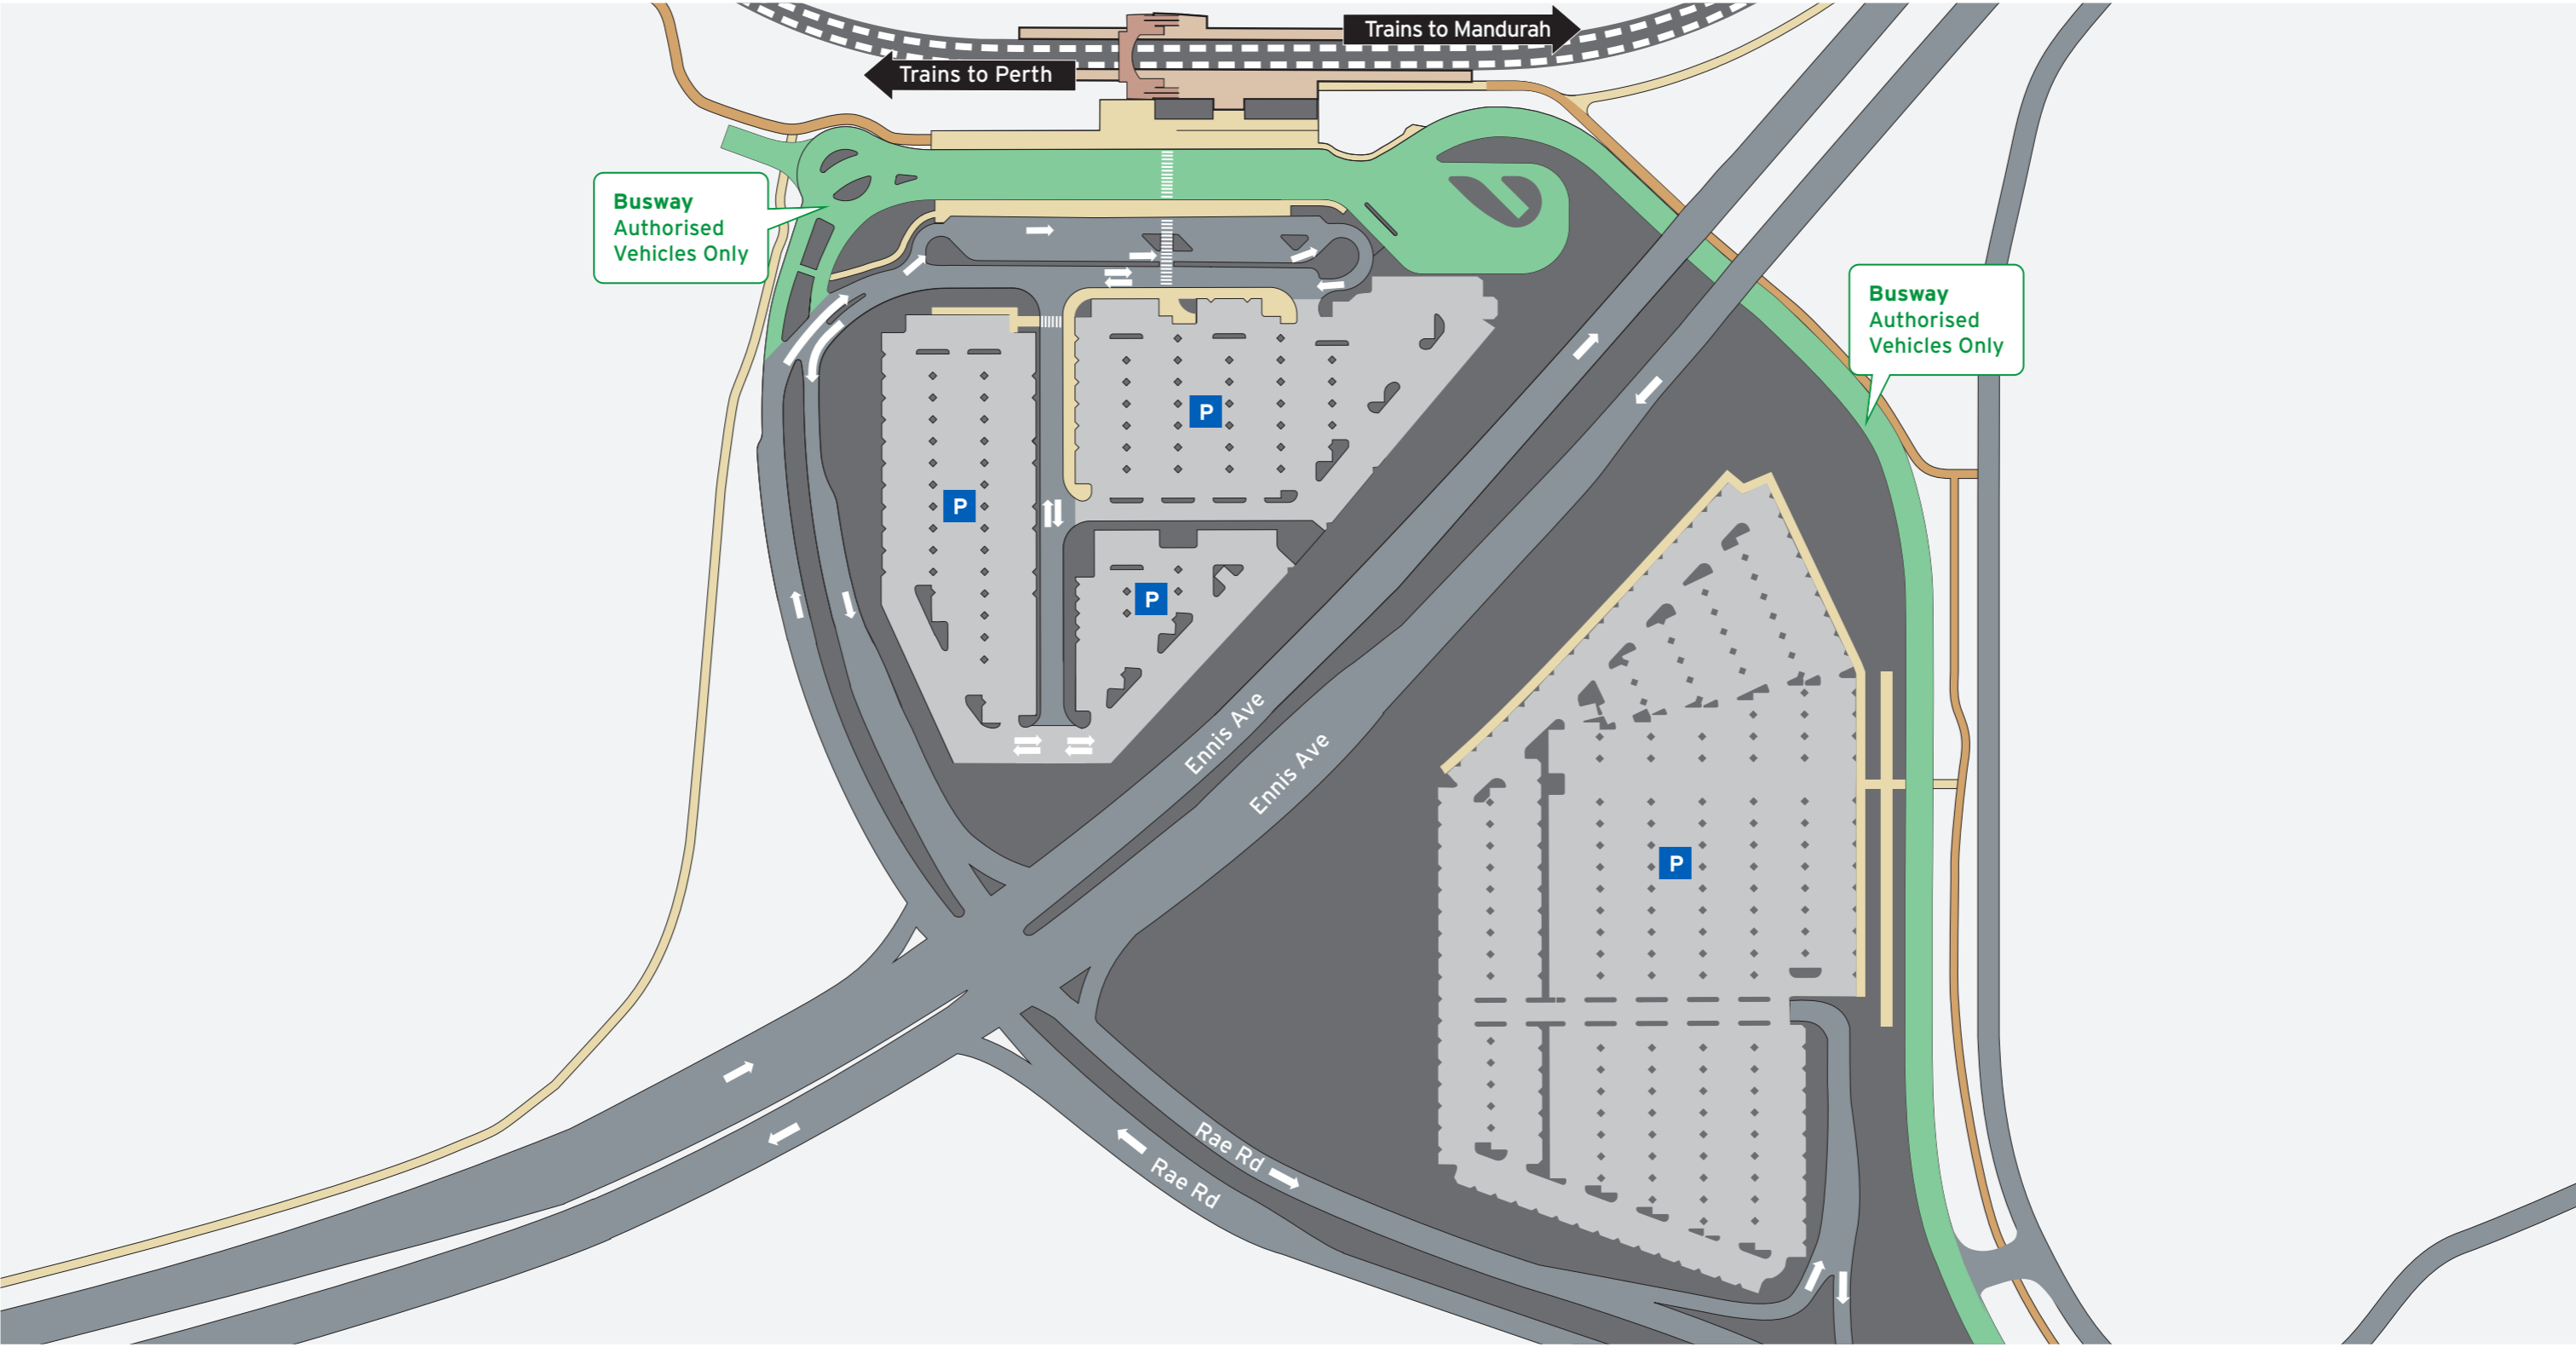 Trains to Mandurah
Trains to Perth
Busway
Authorised
Vehicles Only
Busway
Authorised
Vehicles Only
P
P
P
Ennis Ave
Ennis Ave
P
Rae Rd
Rae Rd